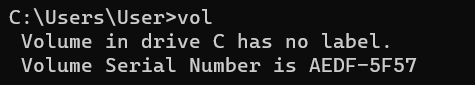 C:\Users\User>vol
 Volume in drive C has no label.
 Volume Serial Number is AEDF-5F57